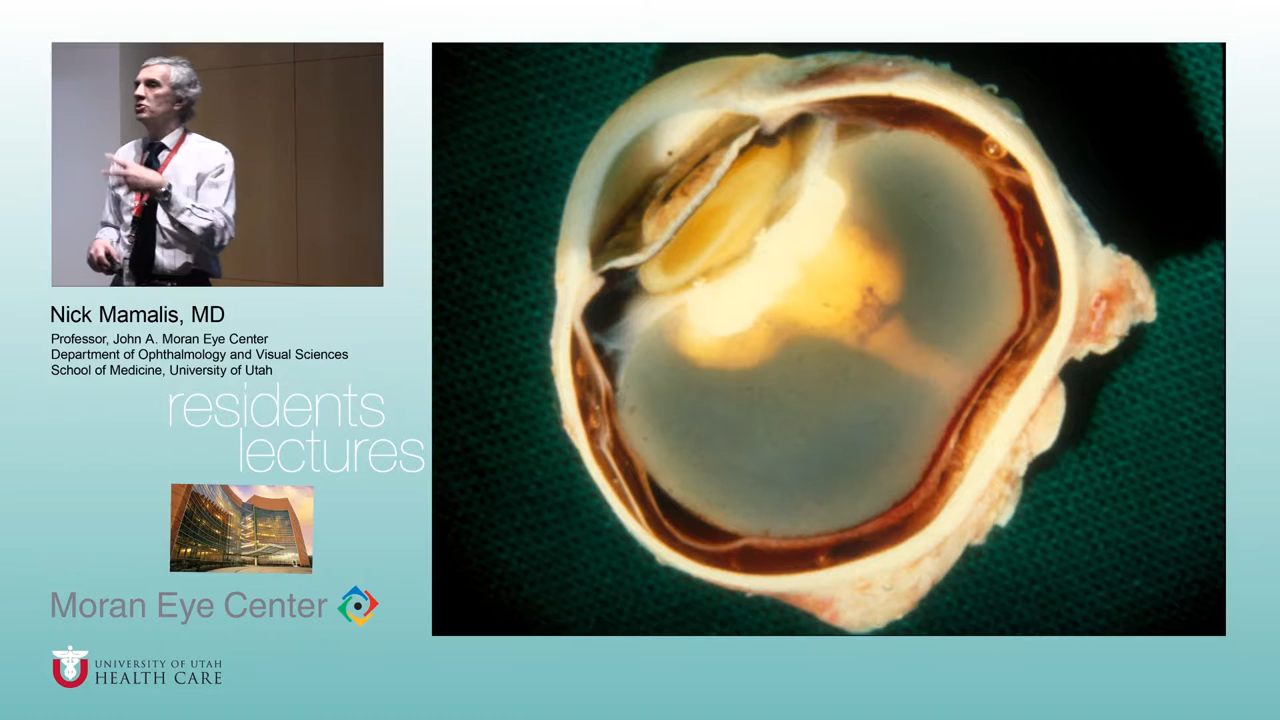 Nick Mamalis, MD
Professor, John A. Moran Eye Center
Department of Ophthalmology and Visual Sciences
School of Medicine, University of Utah
residents
lectures
Moran Eye Center
UNIVERSITY OF UTAH
HEALTH CARE